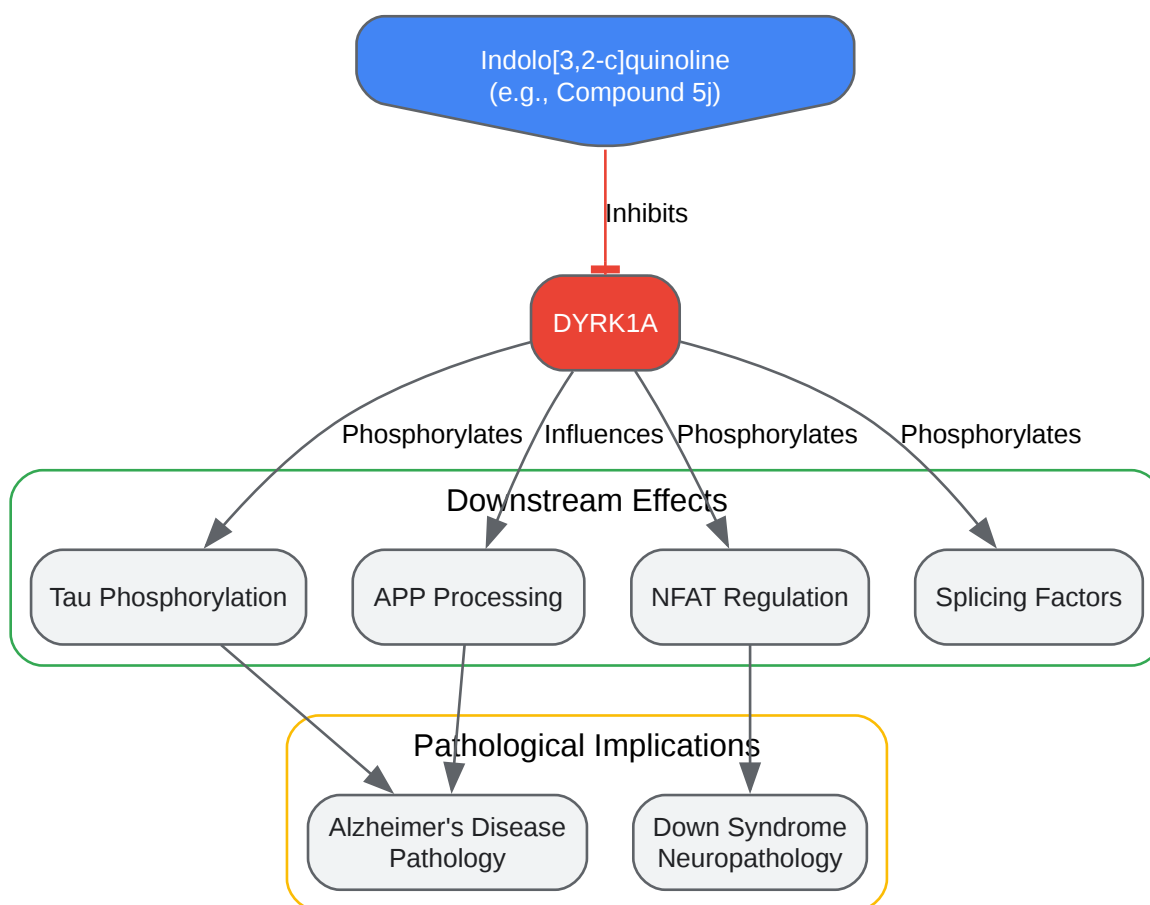 Indolo[3,2-c]quinoline
(e.g., Compound 5j)
Inhibits
DYRK1A
Phosphorylates
Influences
Phosphorylates
Phosphorylates
Downstream Effects
Tau Phosphorylation
APP Processing
NFAT Regulation
Splicing Factors
Pathological Implications
Alzheimer's Disease
Pathology
Down Syndrome
Neuropathology